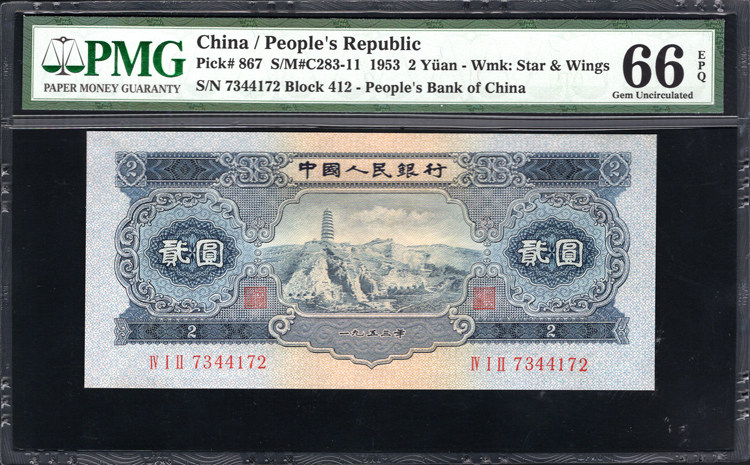 PMG
PAPER MONEY GUARANTY
China / People's Republic
Pick# 867 S/M#C283-11 1953 2 Yüan - Wmk: Star & Wings
S/N 7344172 Block 412 - People's Bank of China
66 EPQ
Gem Uncirculated
2 中國人民銀行 2
貳圓 貳圓
2 一九五三年 2
Ⅳ Ⅰ Ⅱ 7344172 Ⅳ Ⅰ Ⅱ 7344172